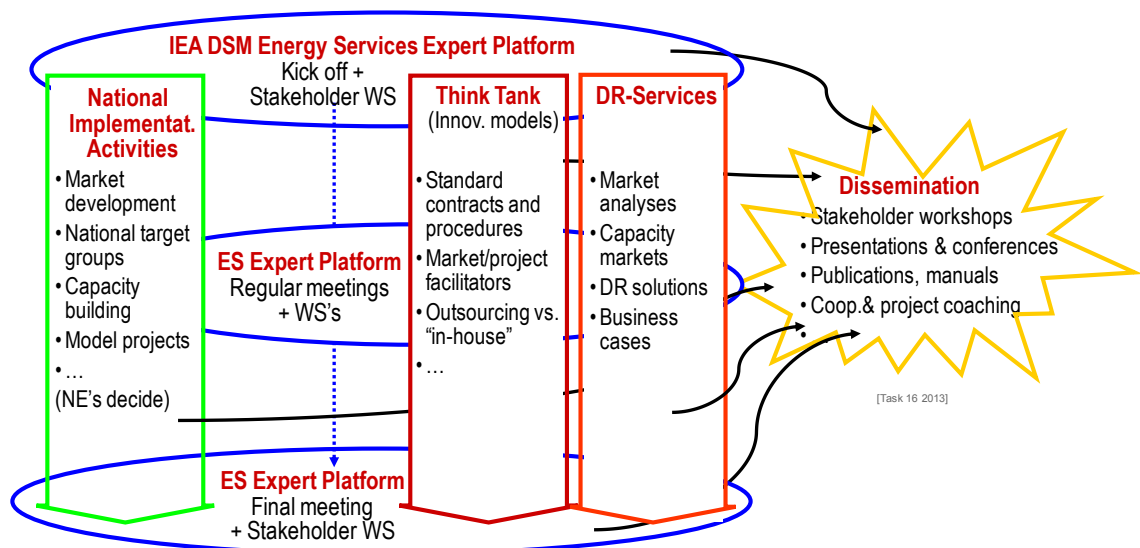 IEA DSM Energy Services Expert Platform
Kick off +
Stakeholder WS
National
Implementat.
Activities
• Market
development
• National target
groups
• Capacity
building
• Model projects
• …
(NE's decide)
ES Expert Platform
Regular meetings
+ WS's
ES Expert Platform
Final meeting
+ Stakeholder WS
Think Tank
(Innov. models)
• Standard
contracts and
procedures
• Market/project
facilitators
• Outsourcing vs.
“in-house”
• …
DR-Services
• Market
analyses
• Capacity
markets
• DR solutions
• Business
cases
Dissemination
• Stakeholder workshops
• Presentations & conferences
• Publications, manuals
• Coop.& project coaching
[Task 16 2013]